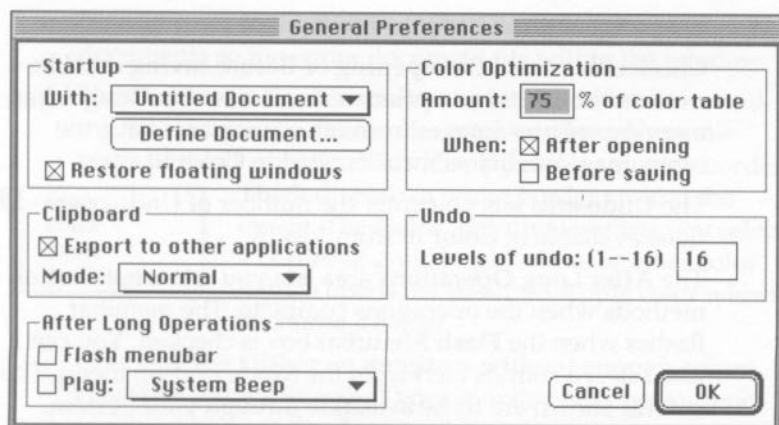 General Preferences
Startup
With: Untitled Document
Define Document...
Restore floating windows
Clipboard
Export to other applications
Mode: Normal
After Long Operations
Flash menubar
Play: System Beep
Color Optimization
Amount: 75 % of color table
When: After opening
Before saving
Undo
Levels of undo: (1--16) 16
Cancel
OK